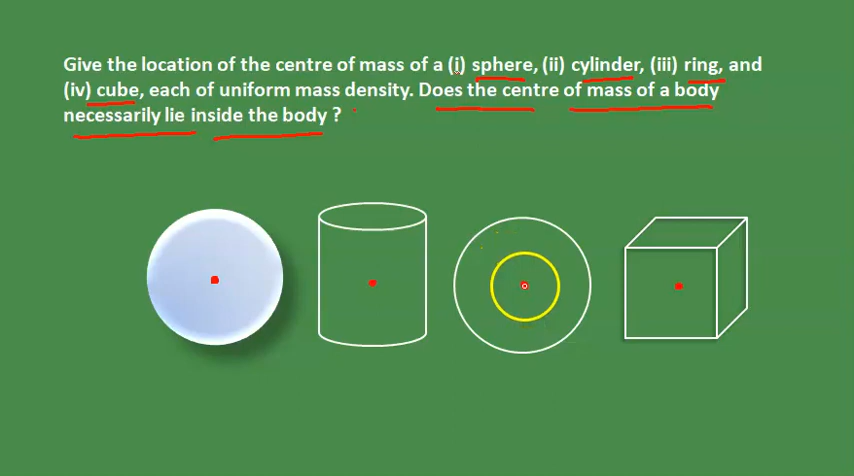 Give the location of the centre of mass of a (i) sphere, (ii) cylinder, (iii) ring, and
(iv) cube, each of uniform mass density. Does the centre of mass of a body
necessarily lie inside the body ?